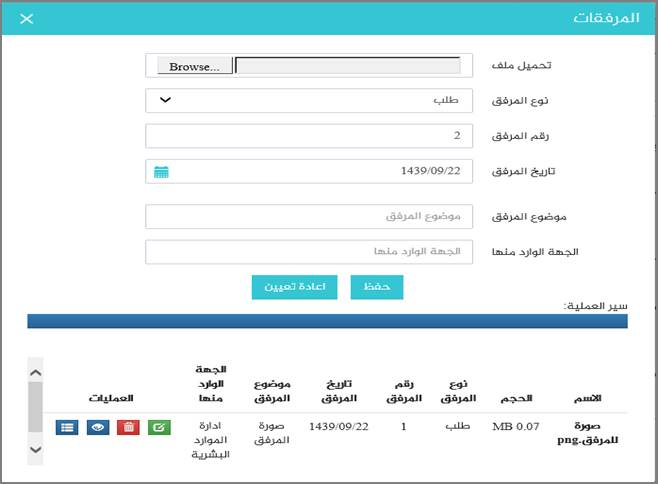 المرفقات
تحميل ملف
Browse...
نوع المرفق
طلب
رقم المرفق
2
تاريخ المرفق
1439/09/22
موضوع المرفق
موضوع المرفق
الجهة الوارد منها
الجهة الوارد منها
حفظ
اعادة تعيين
سير العملية:
الاسم
الحجم
نوع
المرفق
رقم
المرفق
تاريخ
المرفق
موضوع
المرفق
الجهة
الوارد
منها
العمليات
صورة
للمرفق.png
MB 0.07
طلب
1
1439/09/22
صورة
المرفق
ادارة
الموارد
البشرية